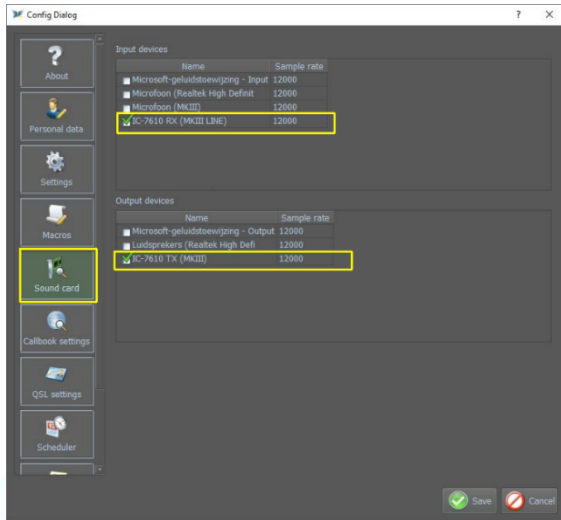 Config Dialog
?
About
Personal data
Settings
Macros
Sound card
Callbook settings
QSL settings
Scheduler
Input devices
Name Sample rate
Microsoft-geluidstoewijzing - Input 12000
Microfoon (Realtek High Definit 12000
Microfoon (MKIII) 12000
IC-7610 RX (MKIII LINE) 12000
Output devices
Name Sample rate
Microsoft-geluidstoewijzing - Output 12000
Luidsprekers (Realtek High Defi 12000
IC-7610 TX (MKIII) 12000
Save Cancel